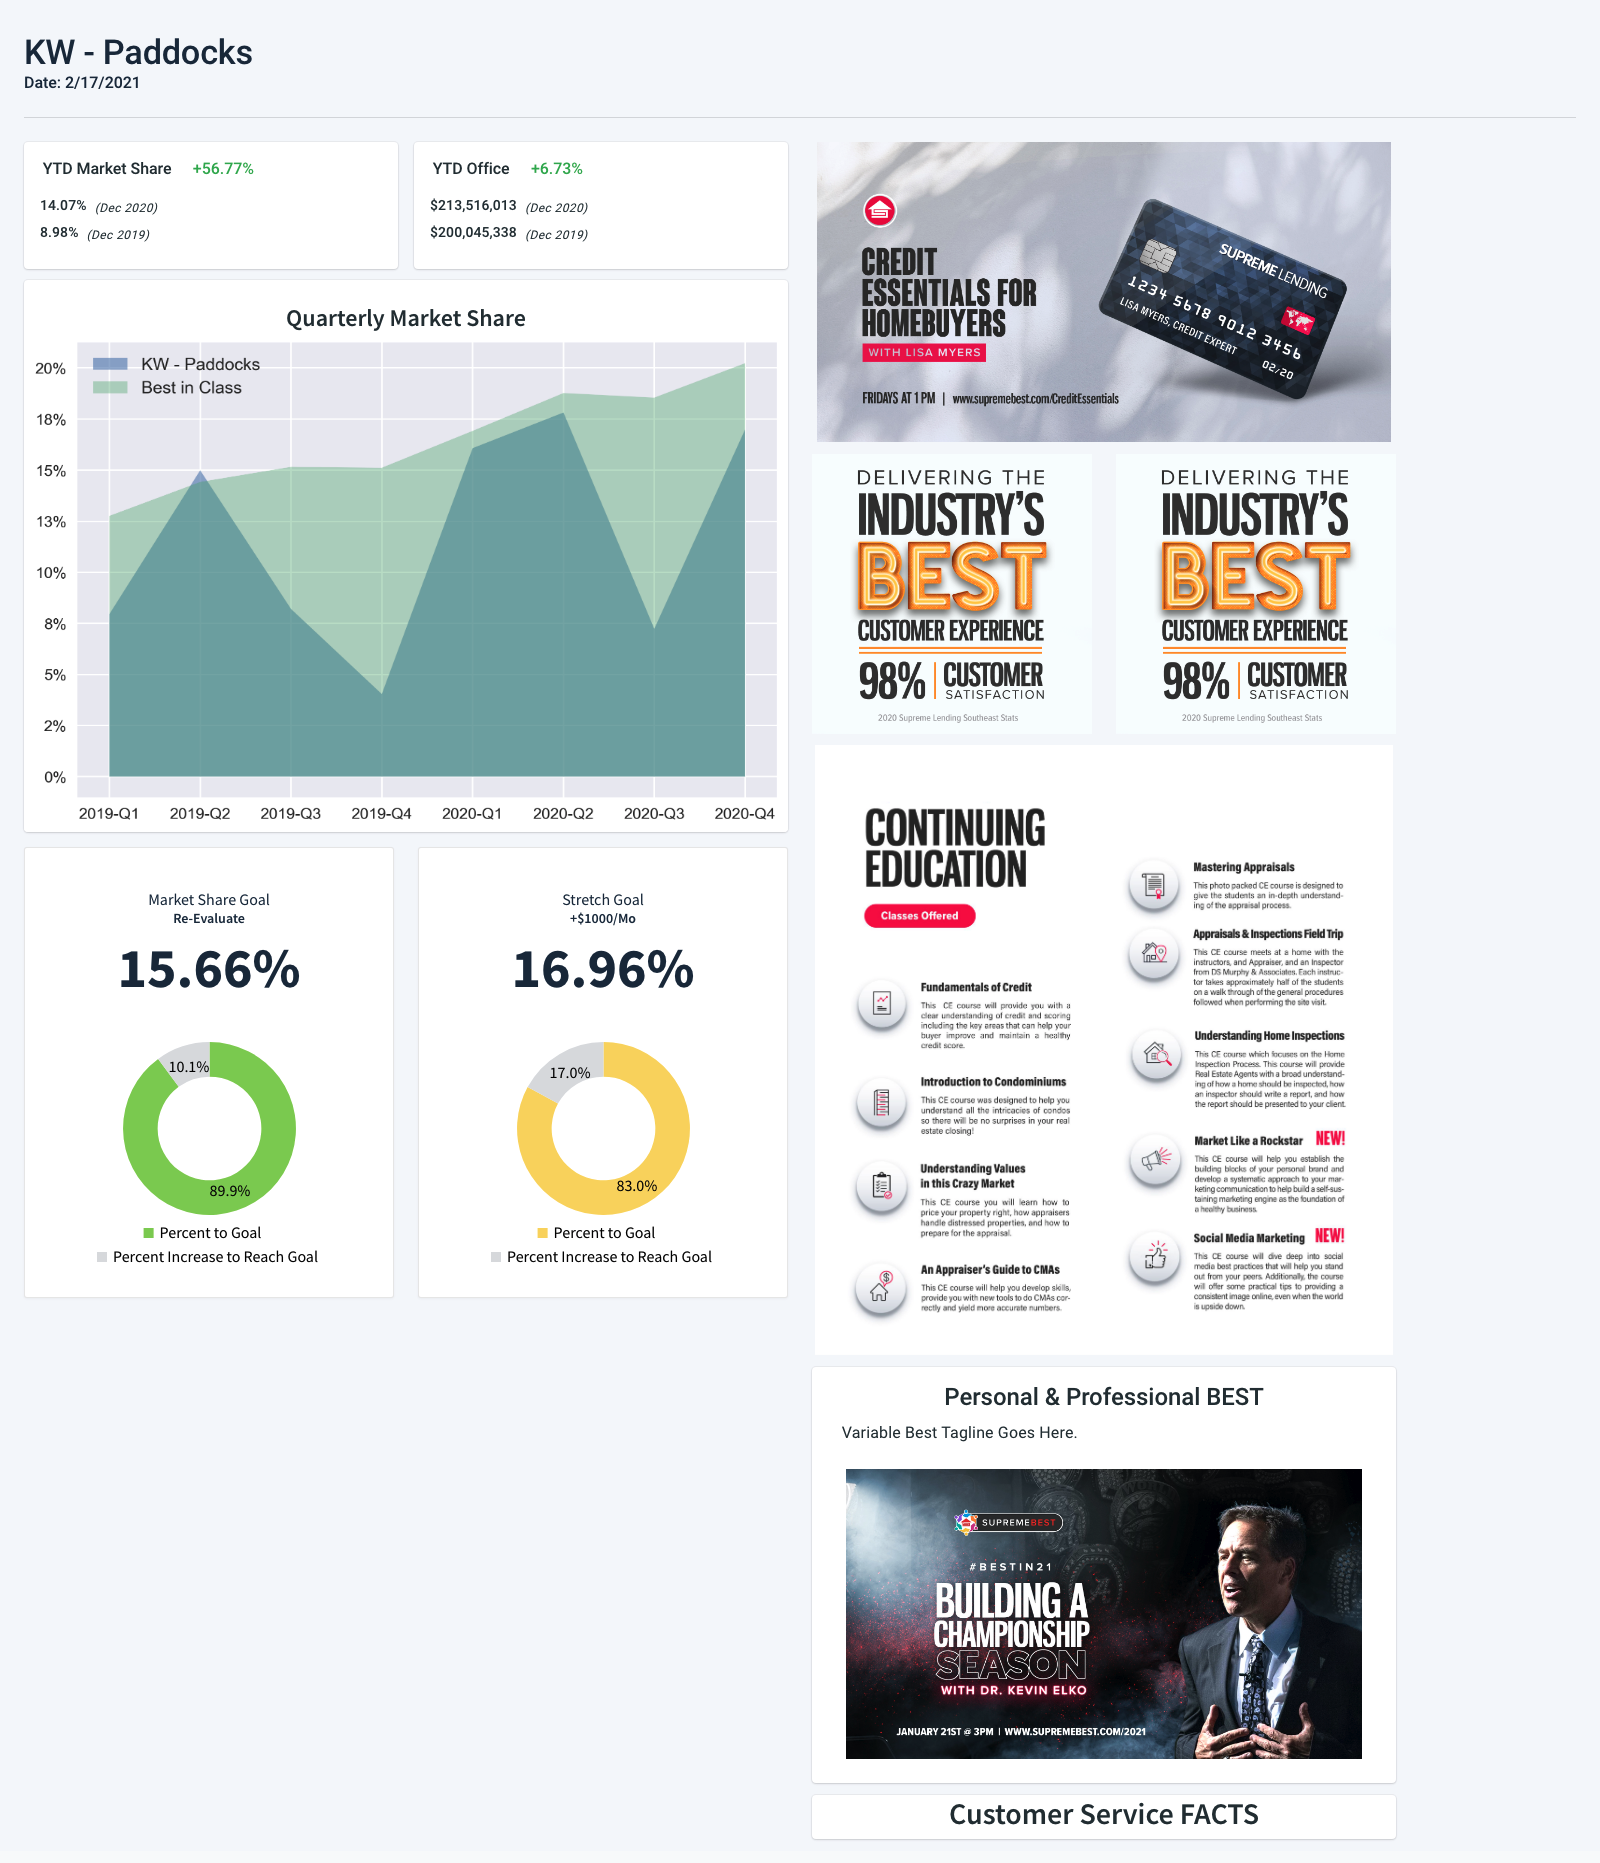 KW - Paddocks
Date: 2/17/2021
YTD Market Share +56.77%
14.07% (Dec 2020)
8.98% (Dec 2019)
YTD Office +6.73%
$213,516,013 (Dec 2020)
$200,045,338 (Dec 2019)
Quarterly Market Share
KW - Paddocks
Best in Class
20%
18%
15%
13%
10%
8%
5%
2%
0%
2019-Q1 2019-Q2 2019-Q3 2019-Q4 2020-Q1 2020-Q2 2020-Q3 2020-Q4
Market Share Goal
Re-Evaluate
15.66%
10.1%
89.9%
Percent to Goal
Percent Increase to Reach Goal
Stretch Goal
+$1000/Mo
16.96%
17.0%
83.0%
Percent to Goal
Percent Increase to Reach Goal
CREDIT
ESSENTIALS FOR
HOMEBUYERS
WITH LISA MYERS
FRIDAYS AT 1 PM | www.supremebest.com/CreditEssentials
SUPREME LENDING
1234 5678 9012 3456
LISA MYERS, CREDIT EXPERT
02/20
DELIVERING THE
INDUSTRY'S
BEST
CUSTOMER EXPERIENCE
98% | CUSTOMER
SATISFACTION
2020 Supreme Lending Southeast Stats
DELIVERING THE
INDUSTRY'S
BEST
CUSTOMER EXPERIENCE
98% | CUSTOMER
SATISFACTION
2020 Supreme Lending Southeast Stats
CONTINUING
EDUCATION
Classes Offered
Fundamentals of Credit
This CE course will provide you with a
clear understanding of credit and scoring
including the key areas that can help your
buyer improve and maintain a healthy
credit score.
Introduction to Condominiums
This CE course was designed to help you
understand all the intricacies of condos
so there will be no surprises in your real
estate closing!
Understanding Values
in this Crazy Market
This CE course you will learn how to
price your property right, how appraisers
handle distressed properties, and how to
prepare for the appraisal.
An Appraiser's Guide to CMAs
This CE course will help you develop skills,
provide you with new tools to do CMAs cor-
rectly and yield more accurate numbers.
Mastering Appraisals
This photo packed CE course is designed to
give the students an in-depth understand-
ing of the appraisal process.
Appraisals & Inspections Field Trip
This CE course meets at a home with the
instructors, and Appraiser, and an Inspector
from DS Murphy & Associates. Each instruc-
tor takes approximately half of the students
on a walk through of the general procedures
followed when performing the site visit.
Understanding Home Inspections
This CE course which focuses on the Home
Inspection Process. This course will provide
Real Estate Agents with a broad understand-
ing of how a home should be inspected, how
an inspector should write a report, and how
the report should be presented to your client.
Market Like a Rockstar NEW!
This CE course will help you establish the
building blocks of your personal brand and
develop a systematic approach to your mar-
keting communication to help build a self-sus-
taining marketing engine as the foundation of
a healthy business.
Social Media Marketing NEW!
This CE course will dive deep into social
media best practices that will help you stand
out from your peers. Additionally, the course
will offer some practical tips to providing a
consistent image online, even when the world
is upside down.
Personal & Professional BEST
Variable Best Tagline Goes Here.
SUPREMEBEST
#BESTIN21
BUILDING A
CHAMPIONSHIP
SEASON
WITH DR. KEVIN ELKO
JANUARY 21ST @ 3PM | WWW.SUPREMEBEST.COM/2021
Customer Service FACTS